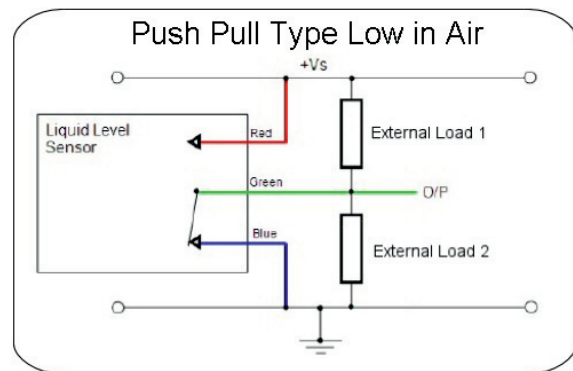 Push Pull Type Low in Air
+Vs
Liquid Level
Sensor
Red
External Load 1
Green
O/P
Blue
External Load 2